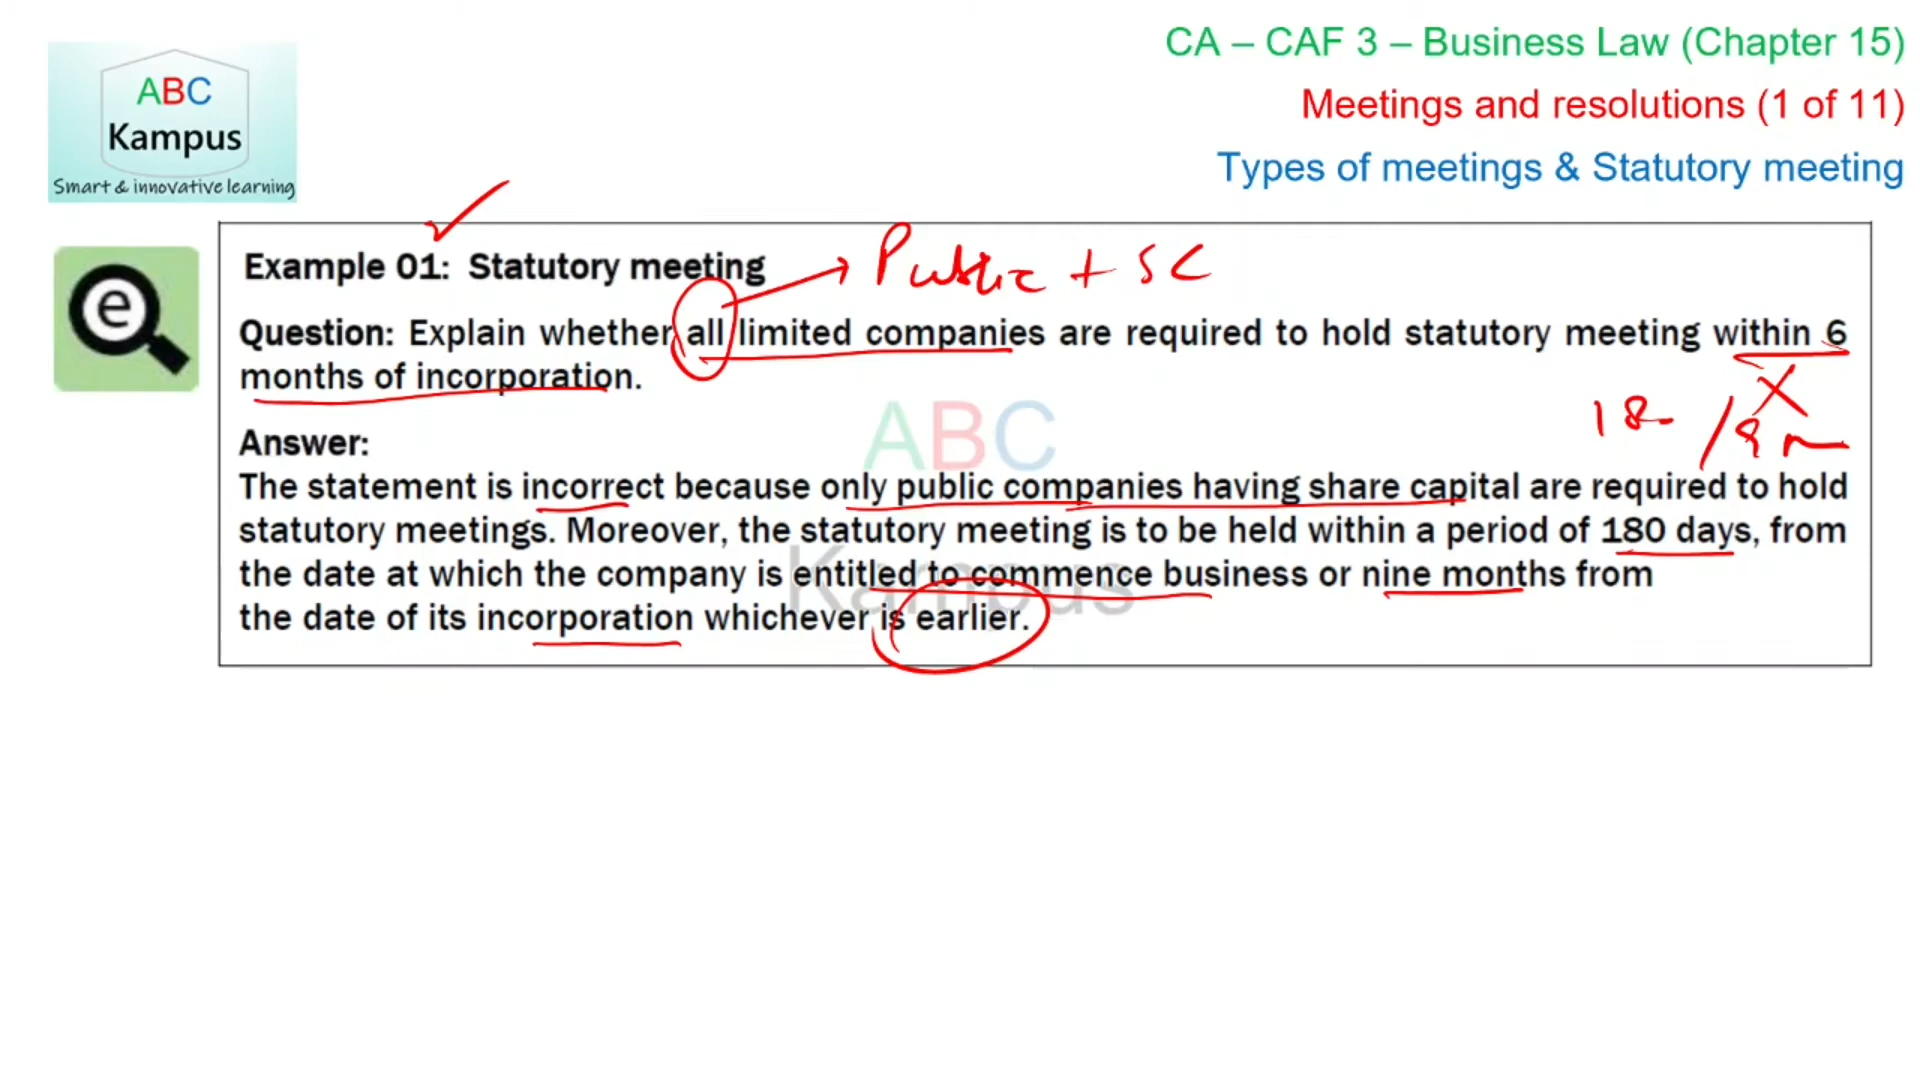 CA – CAF 3 – Business Law (Chapter 15)
ABC
Kampus
Smart & innovative learning
Meetings and resolutions (1 of 11)
Types of meetings & Statutory meeting
e
Example 01: Statutory meeting
Public + SC
Question: Explain whether all limited companies are required to hold statutory meeting within 6
months of incorporation.
ABC
Answer:
The statement is incorrect because only public companies having share capital are required to hold
statutory meetings. Moreover, the statutory meeting is to be held within a period of 180 days, from
the date at which the company is entitled to commence business or nine months from
Kampus
the date of its incorporation whichever is earlier.